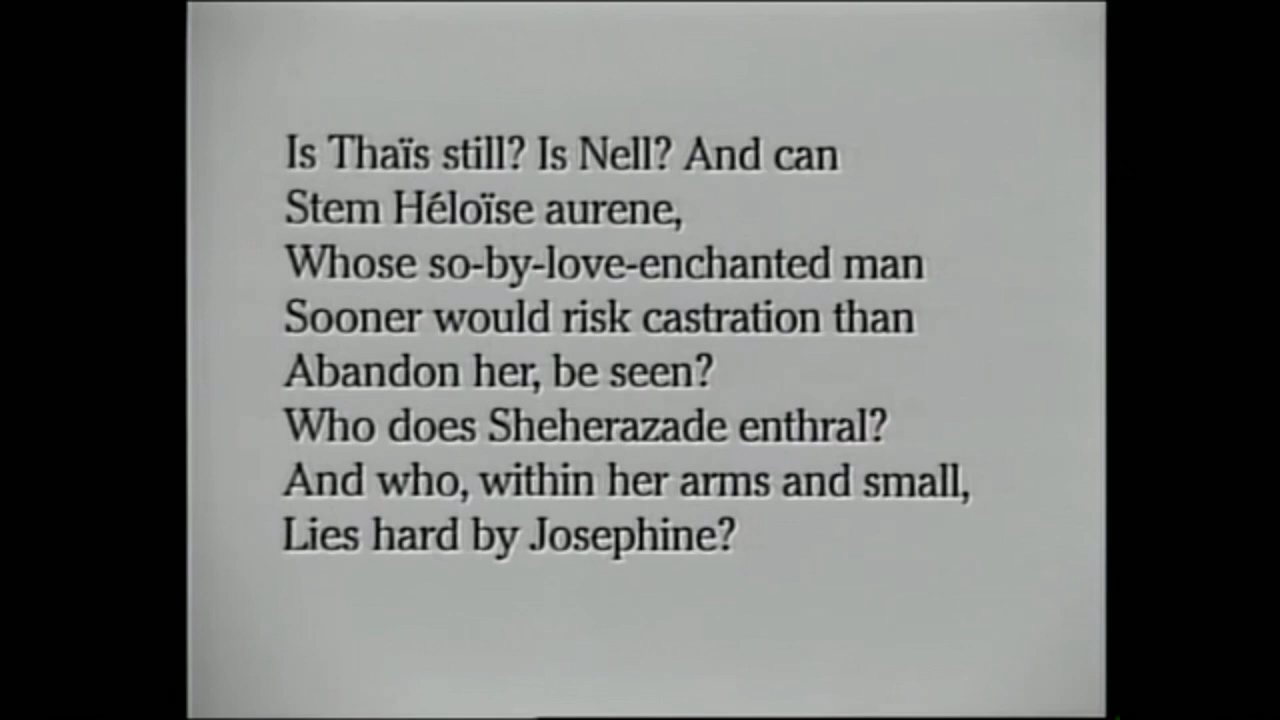 Is Thaïs still? Is Nell? And can
Stem Héloïse aurene,
Whose so-by-love-enchanted man
Sooner would risk castration than
Abandon her, be seen?
Who does Sheherazade enthral?
And who, within her arms and small,
Lies hard by Josephine?